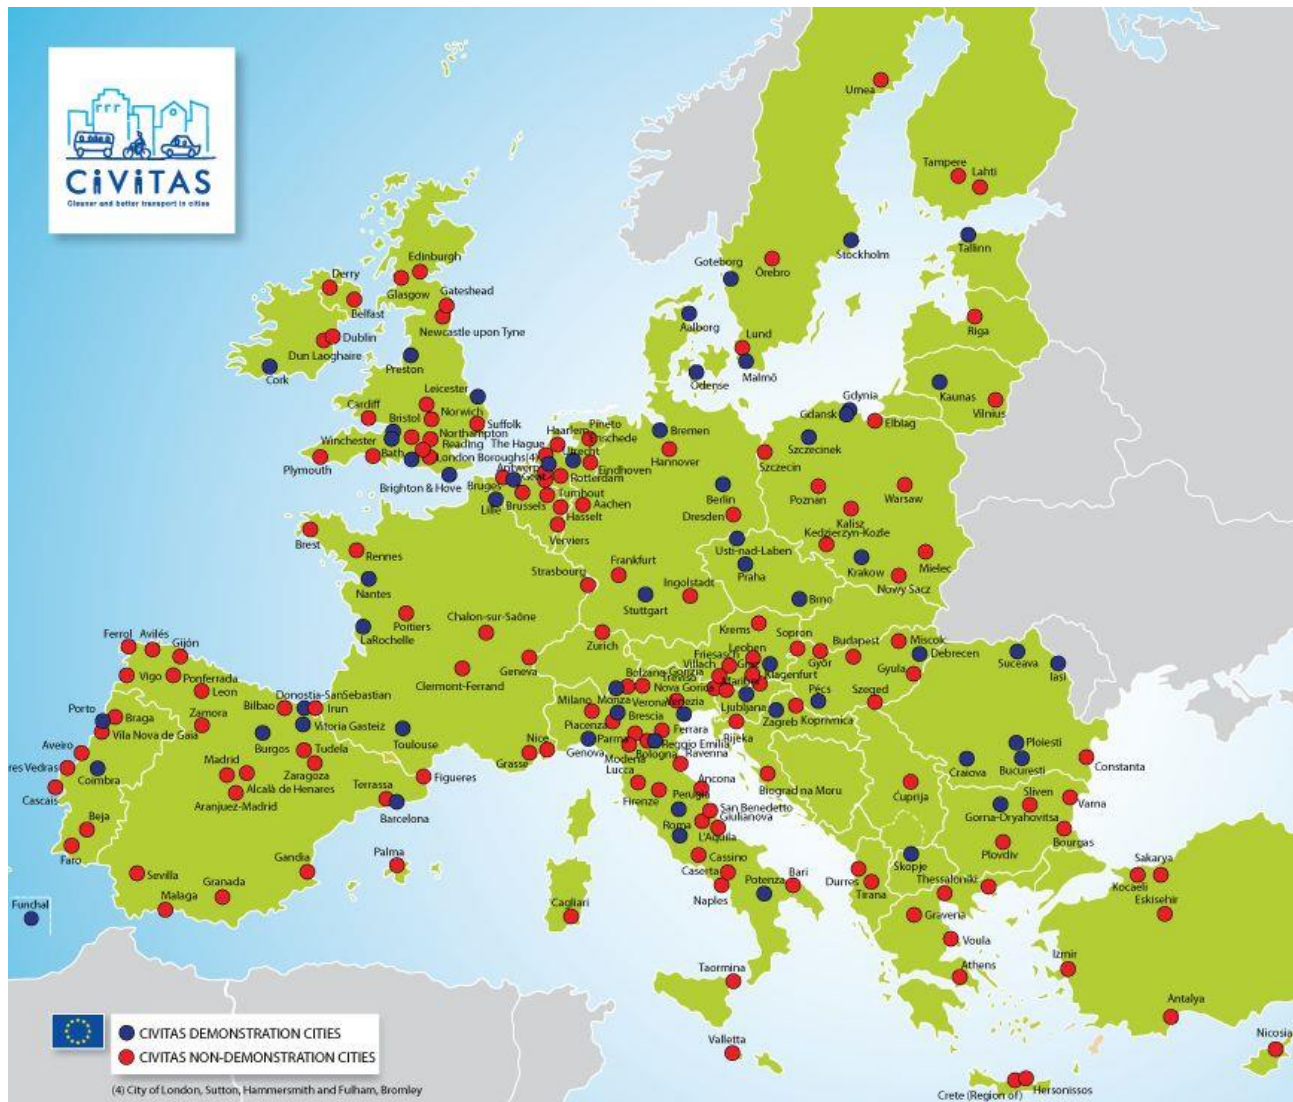 CiViTAS
Cleaner and better transport in cities
Umea
Tampere
Lahti
Tallinn
Stockholm
Goteborg
Örebro
Edinburgh
Derry
Glasgow
Gateshead
Belfast
Newcastle upon Tyne
Aalborg
Riga
Lund
Dublin
Dun Laoghaire
Cork
Preston
Odense
Malmö
Leicester
Gdynia
Kaunas
Vilnius
Gdansk
Elblag
Cardiff
Bristol
Norwich
Suffolk
Haarlem
Pineto
Bremen
Szczecinek
Winchester
Northampton
Reading
The Hague
Enschede
Utrecht
Hannover
Szczecin
Plymouth
Bath
London Boroughs(4)
Antwerp
Gent
Eindhoven
Rotterdam
Brighton & Hove
Bruges
Turnhout
Berlin
Poznan
Warsaw
Lille
Brussels
Aachen
Hasselt
Dresden
Kalisz
Verviers
Kedzierzyn-Kozle
Brest
Rennes
Usti-nad-Laben
Frankfurt
Strasbourg
Praha
Krakow
Mielec
Nowy Sacz
Ingolstadt
Nantes
Stuttgart
Brno
Poitiers
Chalon-sur-Saône
LaRochelle
Zurich
Krems
Sopron
Budapest
Miscok
Debrecen
Suceava
Iasi
Ferrol
Avilés
Gijón
Geneva
Clermont-Ferrand
Leoben
Friesach
Villach
Graz
Györ
Gyula
Klagenfurt
Vigo
Ponferrada
Leon
Bolzano
Gorizia
Treviso
Maribor
Pécs
Szeged
Nova Gorica
Donostia-SanSebastian
Bilbao
Irun
Milano
Monza
Verona
Venezia
Ljubljana
Zagreb
Koprivnica
Porto
Braga
Zamora
Vitoria Gasteiz
Piacenza
Brescia
Vila Nova de Gaia
Burgos
Toulouse
Nice
Genova
Parma
Ferrara
Rijeka
Reggio Emilia
Ploiesti
Aveiro
Tudela
Grasse
Bologna
Modena
Ravenna
Craiova
Bucuresti
Constanta
res Vedras
Coimbra
Madrid
Zaragoza
Figueres
Lucca
Ancona
Biograd na Moru
Cuprija
Sliven
Varna
Cascais
Alcalà de Henares
Terrassa
Firenze
Perugia
Aranjuez-Madrid
Barcelona
San Benedetto
Giulianova
Gorna-Oryahovitsa
Beja
Roma
L'Aquila
Bourgas
Plovdiv
Faro
Gandia
Palma
Cassino
Skopje
Sakarya
Sevilla
Caserta
Potenza
Bari
Durres
Tirana
Thessaloniki
Kocaeli
Granada
Malaga
Naples
Eskisehir
Funchal
Cagliari
Gravena
Voula
Taormina
Athens
Izmir
Antalya
Nicosia
Valletta
Crete (Region of)
Hersonissos
CIVITAS DEMONSTRATION CITIES
CIVITAS NON-DEMONSTRATION CITIES
(4) City of London, Sutton, Hammersmith and Fulham, Bromley